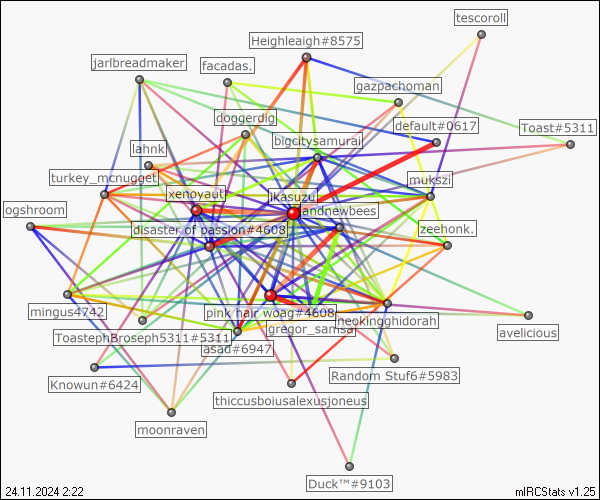 tescoroll
Heighleaigh#8575
jarlbreadmaker
facadas.
gazpachoman
doggerdig
default#0617
Toast#5311
bigcitysamurai
lahnk
turkey_mcnugget
mukszi
xenoyaut
iKasuzu
ogshroom
andnewbees
disaster of passion#4608
zeehonk.
mingus4742
pink hair woag#4608
neokingghidorah
gregor_samsa
avelicious
ToastephBroseph5311#5311
asad#6947
Knowun#6424
Random Stuf6#5983
thiccusboiusalexusjoneus
moonraven
Duck™#9103
24.11.2024 2:22
mIRCStats v1.25